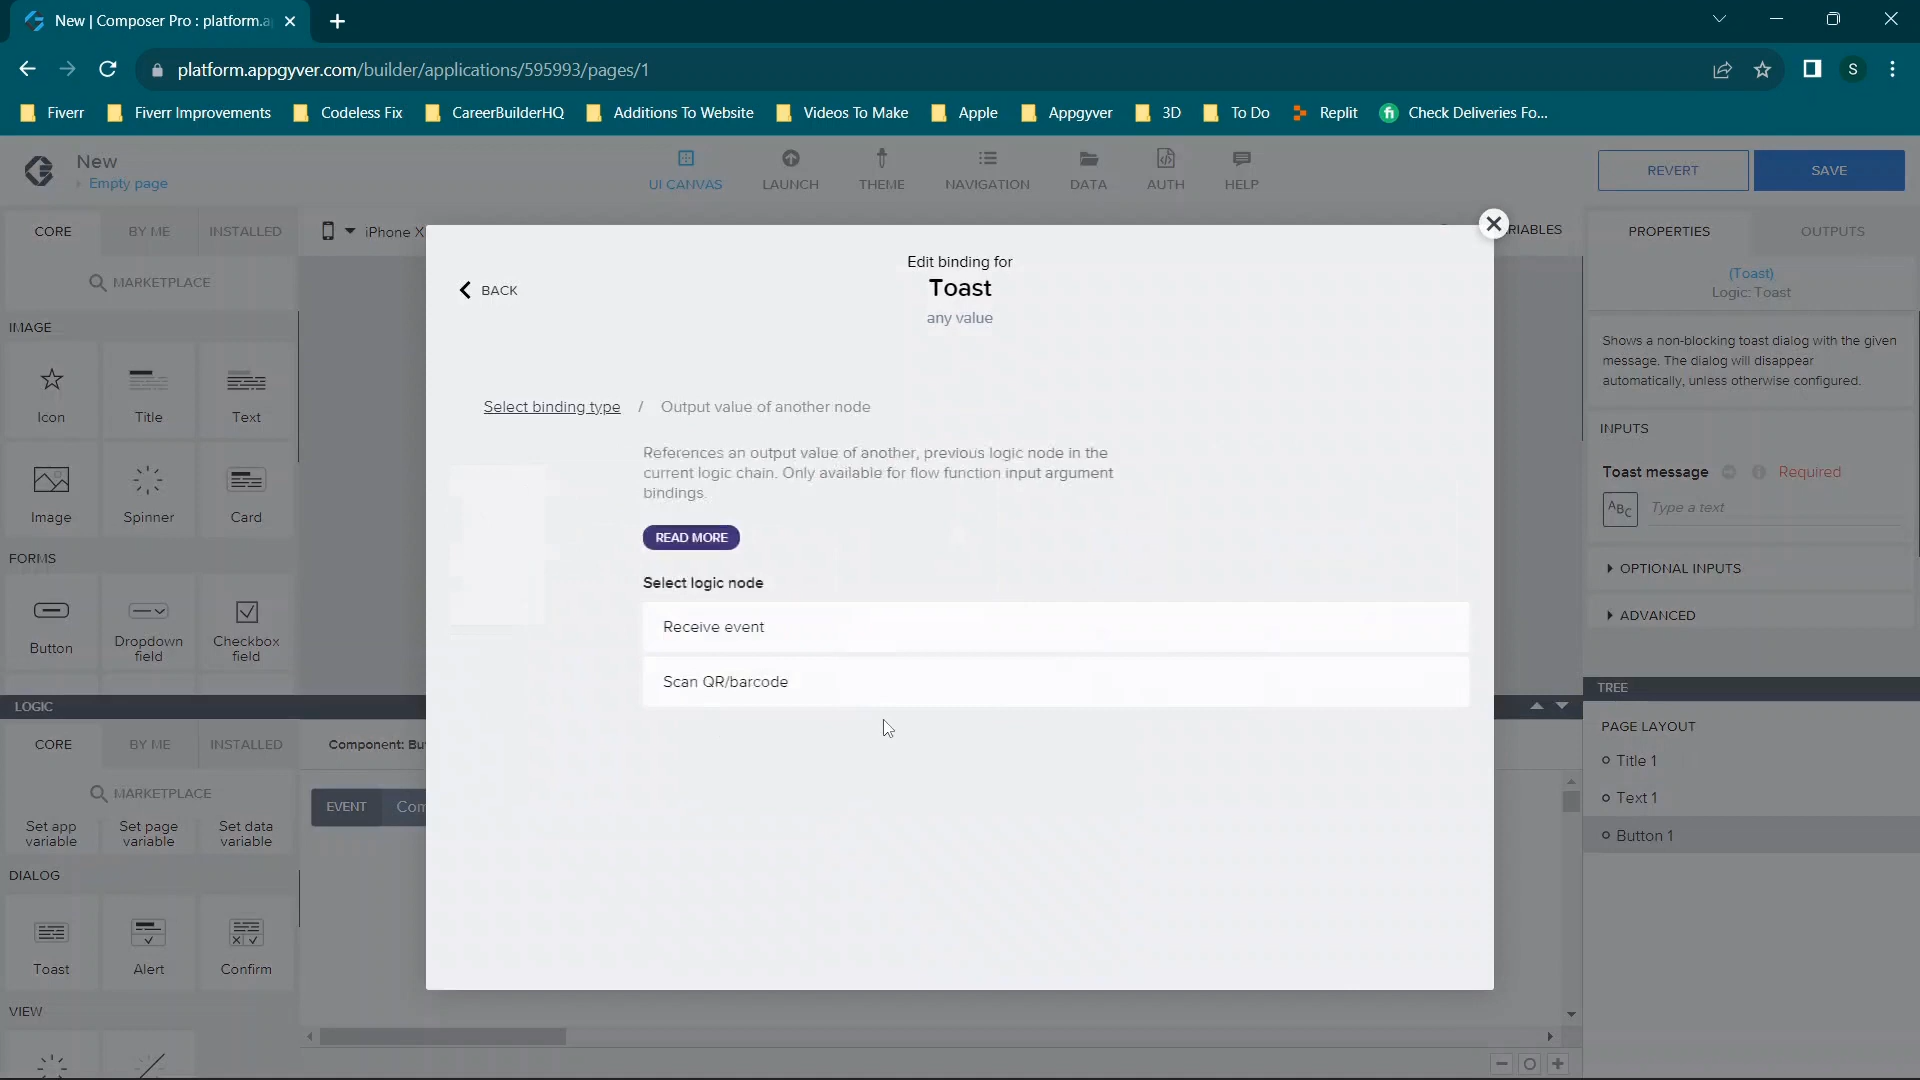 New | Composer Pro : platform.a
platform.appgyver.com/builder/applications/595993/pages/1
S
Fiverr
Fiverr Improvements
Codeless Fix
CareerBuilderHQ
Additions To Website
Videos To Make
Apple
Appgyver
3D
To Do
Replit
Check Deliveries Fo...
New
Empty page
UI CANVAS
LAUNCH
THEME
NAVIGATION
DATA
AUTH
HELP
REVERT
SAVE
CORE
BY ME
INSTALLED
iPhone X
RIABLES
PROPERTIES
OUTPUTS
MARKETPLACE
IMAGE
Icon
Title
Text
Image
Spinner
Card
FORMS
Button
Dropdown field
Checkbox field
Edit binding for
Toast
any value
BACK
Select binding type / Output value of another node
References an output value of another, previous logic node in the
current logic chain. Only available for flow function input argument
bindings.
READ MORE
Select logic node
Receive event
Scan QR/barcode
(Toast)
Logic: Toast
Shows a non-blocking toast dialog with the given
message. The dialog will disappear
automatically, unless otherwise configured.
INPUTS
Toast message
Required
ABC
Type a text
OPTIONAL INPUTS
ADVANCED
LOGIC
CORE
BY ME
INSTALLED
Component: Bu
MARKETPLACE
EVENT
Com
Set app variable
Set page variable
Set data variable
DIALOG
Toast
Alert
Confirm
VIEW
TREE
PAGE LAYOUT
Title 1
Text 1
Button 1